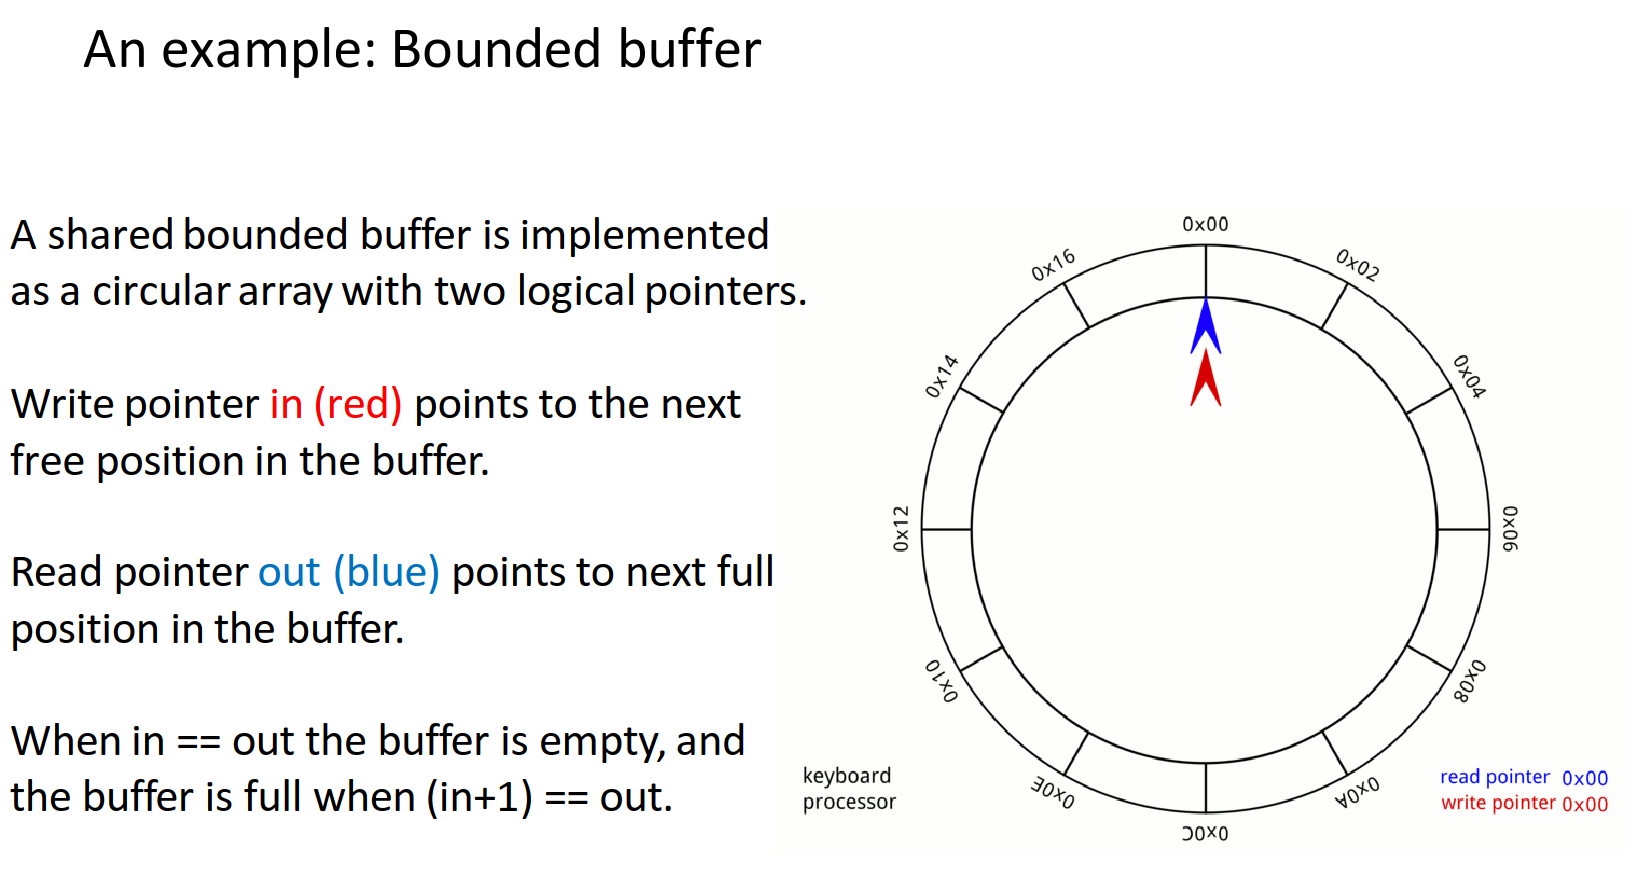 An example: Bounded buffer
A shared bounded buffer is implemented
as a circular array with two logical pointers.
Write pointer in (red) points to the next
free position in the buffer.
Read pointer out (blue) points to next full
position in the buffer.
When in == out the buffer is empty, and
the buffer is full when (in+1) == out.
0x00
0x02
0x04
0x06
0x08
0x0A
0x0C
0x0E
0x10
0x12
0x14
0x16
keyboard
processor
read pointer 0x00
write pointer 0x00